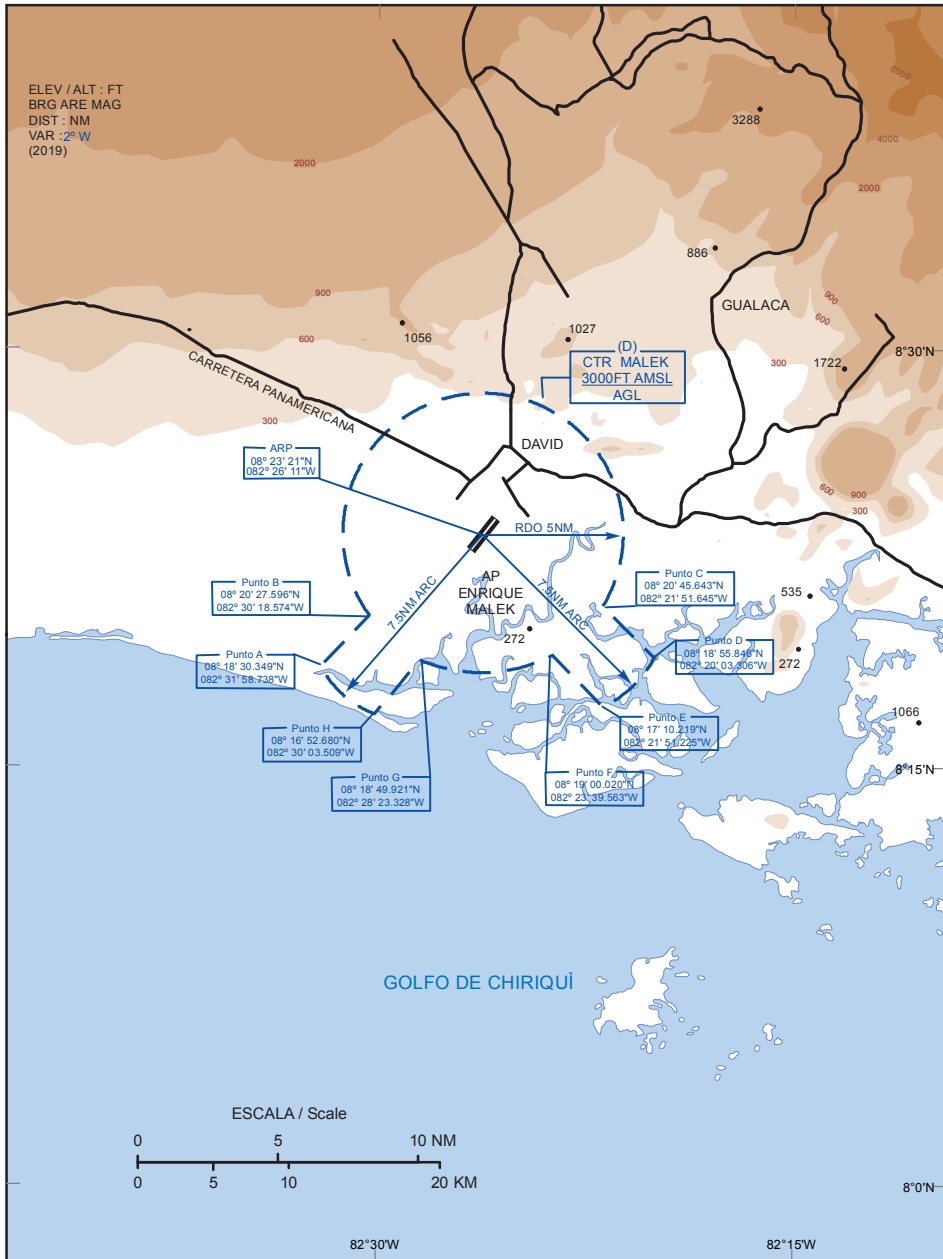 ELEV / ALT : FT
BRG ARE MAG
DIST : NM
VAR :2º W
(2019)
6000
3288
4000
2000
2000
886
900
900
GUALACA
600
1056
600
1027
8°30'N
300
1722
(D)
CTR MALEK
3000FT AMSL
AGL
CARRETERA PANAMERICANA
300
DAVID
ARP
08º 23' 21"N
082º 26' 11"W
600
900
300
RDO 5NM
AP
ENRIQUE
MALEK
7.5NM ARC
7.5NM ARC
Punto B
08º 20' 27.596"N
082º 30' 18.574"W
Punto C
08º 20' 45.643"N
082º 21' 51.645"W
535
272
Punto A
08º 18' 30.349"N
082º 31' 58.738"W
Punto D
08º 18' 55.848"N
082º 20' 03.306"W
272
1066
Punto H
08º 16' 52.680"N
082º 30' 03.509"W
Punto E
08º 17' 10.219"N
082º 21' 51.225"W
Punto G
08º 18' 49.921"N
082º 28' 23.328"W
Punto F
08º 19' 00.020"N
082º 23' 39.563"W
8°15'N
GOLFO DE CHIRIQUÌ
ESCALA / Scale
0 5 10 NM
0 5 10 20 KM
8°0'N
82°30'W
82°15'W